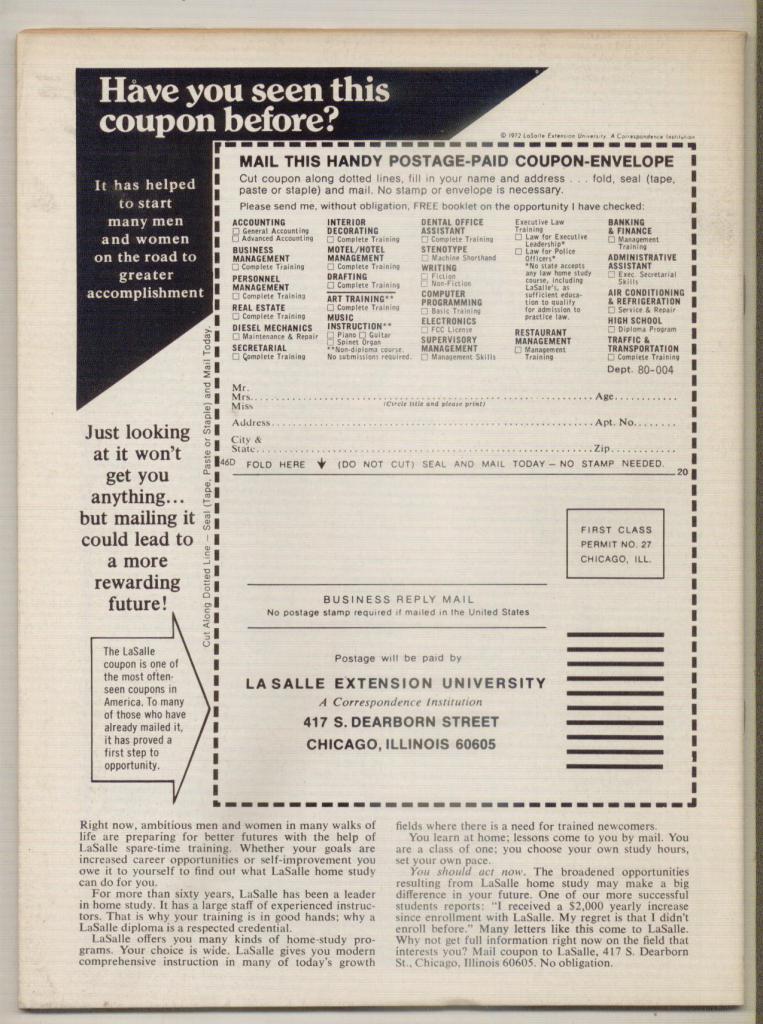 Have you seen this
coupon before?
© 1972 LaSalle Extension University, A Correspondence Institution
It has helped
to start
many men
and women
on the road to
greater
accomplishment
Just looking
at it won't
get you
anything...
but mailing it
could lead to
a more
rewarding
future!
The LaSalle
coupon is one of
the most often-
seen coupons in
America. To many
of those who have
already mailed it,
it has proved a
first step to
opportunity.
Cut Along Dotted Line – Seal (Tape, Paste or Staple) and Mail Today.
MAIL THIS HANDY POSTAGE-PAID COUPON-ENVELOPE
Cut coupon along dotted lines, fill in your name and address . . . fold, seal (tape,
paste or staple) and mail. No stamp or envelope is necessary.
Please send me, without obligation, FREE booklet on the opportunity I have checked:
ACCOUNTING
☐ General Accounting
☐ Advanced Accounting
BUSINESS
MANAGEMENT
☐ Complete Training
PERSONNEL
MANAGEMENT
☐ Complete Training
REAL ESTATE
☐ Complete Training
DIESEL MECHANICS
☐ Maintenance & Repair
SECRETARIAL
☐ Complete Training
INTERIOR
DECORATING
☐ Complete Training
MOTEL/HOTEL
MANAGEMENT
☐ Complete Training
DRAFTING
☐ Complete Training
ART TRAINING**
☐ Complete Training
MUSIC
INSTRUCTION**
☐ Piano ☐ Guitar
☐ Spinet Organ
**Non-diploma course.
No submissions required.
DENTAL OFFICE
ASSISTANT
☐ Complete Training
STENOTYPE
☐ Machine Shorthand
WRITING
☐ Fiction
☐ Non-Fiction
COMPUTER
PROGRAMMING
☐ Basic Training
ELECTRONICS
☐ FCC License
SUPERVISORY
MANAGEMENT
☐ Management Skills
Executive Law
Training
☐ Law for Executive
Leadership*
☐ Law for Police
Officers*
*No state accepts
any law home study
course, including
LaSalle's, as
sufficient educa-
tion to qualify
for admission to
practice law.
RESTAURANT
MANAGEMENT
☐ Management
Training
BANKING
& FINANCE
☐ Management
Training
ADMINISTRATIVE
ASSISTANT
☐ Exec. Secretarial
Skills
AIR CONDITIONING
& REFRIGERATION
☐ Service & Repair
HIGH SCHOOL
☐ Diploma Program
TRAFFIC &
TRANSPORTATION
☐ Complete Training
Dept. 80-004
Mr.
Mrs. Age
Miss (Circle title and please print)
Address Apt. No.
City &
State Zip
46D FOLD HERE ↓ (DO NOT CUT) SEAL AND MAIL TODAY – NO STAMP NEEDED. 20
FIRST CLASS
PERMIT NO. 27
CHICAGO, ILL.
BUSINESS REPLY MAIL
No postage stamp required if mailed in the United States
Postage will be paid by
LA SALLE EXTENSION UNIVERSITY
A Correspondence Institution
417 S. DEARBORN STREET
CHICAGO, ILLINOIS 60605
Right now, ambitious men and women in many walks of
life are preparing for better futures with the help of
LaSalle spare-time training. Whether your goals are
increased career opportunities or self-improvement you
owe it to yourself to find out what LaSalle home study
can do for you.
For more than sixty years, LaSalle has been a leader
in home study. It has a large staff of experienced instruc-
tors. That is why your training is in good hands; why a
LaSalle diploma is a respected credential.
LaSalle offers you many kinds of home-study pro-
grams. Your choice is wide. LaSalle gives you modern
comprehensive instruction in many of today's growth
fields where there is a need for trained newcomers.
You learn at home; lessons come to you by mail. You
are a class of one; you choose your own study hours,
set your own pace.
You should act now. The broadened opportunities
resulting from LaSalle home study may make a big
difference in your future. One of our more successful
students reports: "I received a $2,000 yearly increase
since enrollment with LaSalle. My regret is that I didn't
enroll before." Many letters like this come to LaSalle.
Why not get full information right now on the field that
interests you? Mail coupon to LaSalle, 417 S. Dearborn
St., Chicago, Illinois 60605. No obligation.